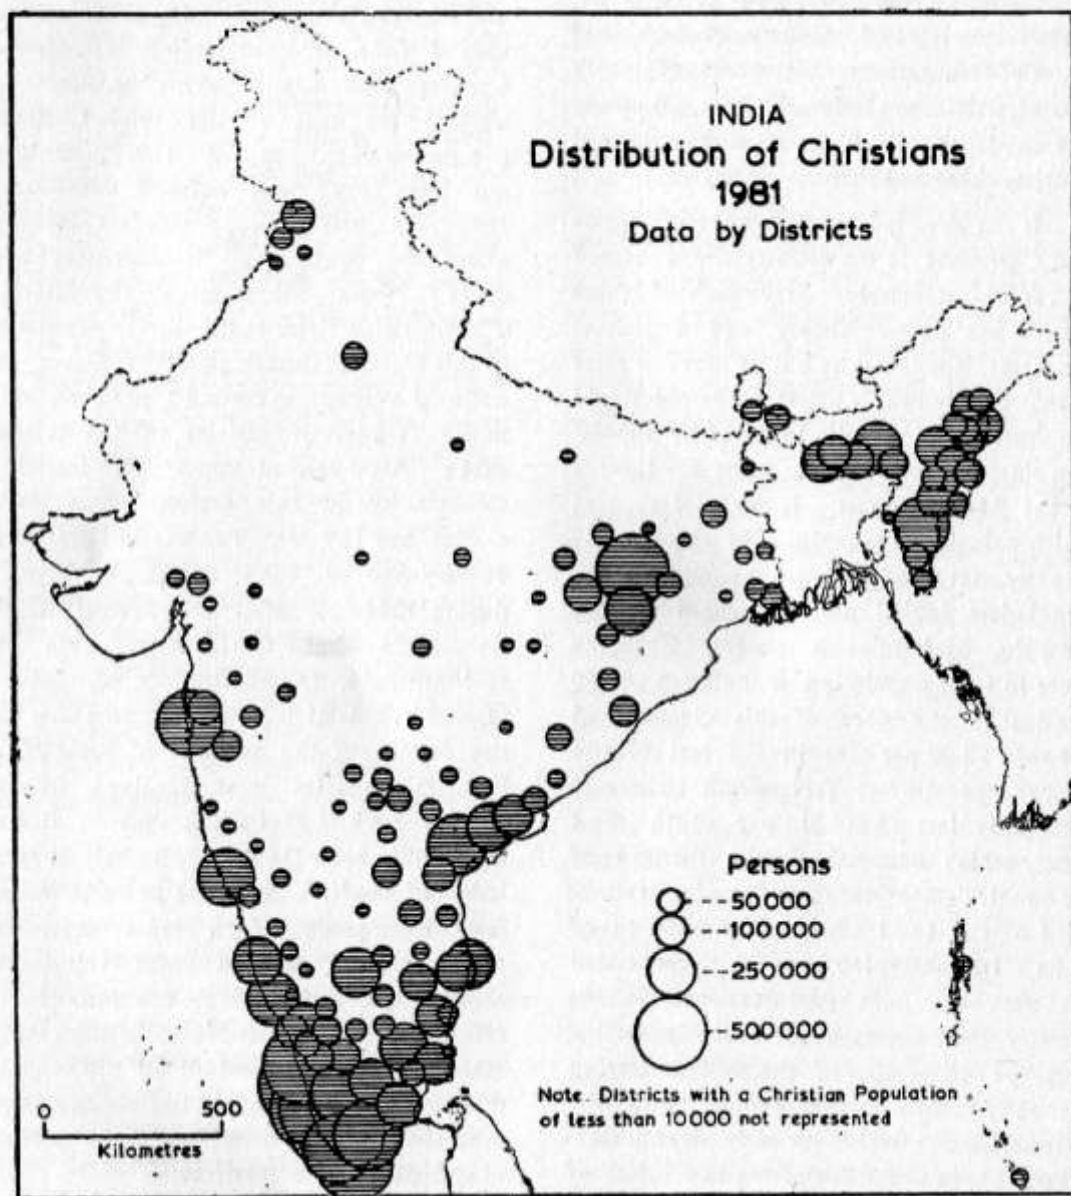 INDIA
Distribution of Christians
1981
Data by Districts
Persons
50000
100000
250000
500000
Note. Districts with a Christian Population
of less than 10000 not represented
0 500
Kilometres